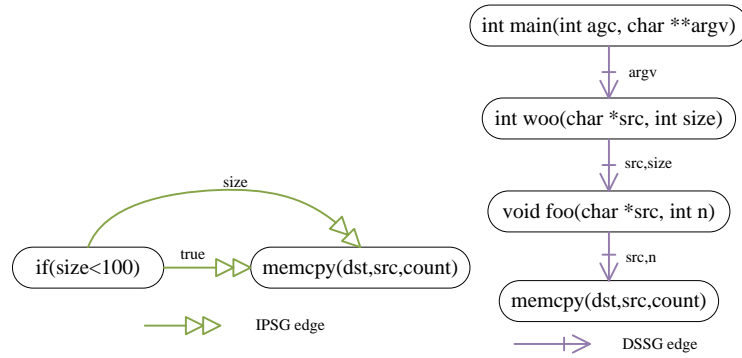 int main(int agc, char **argv)
argv
int woo(char *src, int size)
src,size
void foo(char *src, int n)
src,n
memcpy(dst,src,count)
DSSG edge
size
if(size<100)
true
memcpy(dst,src,count)
IPSG edge